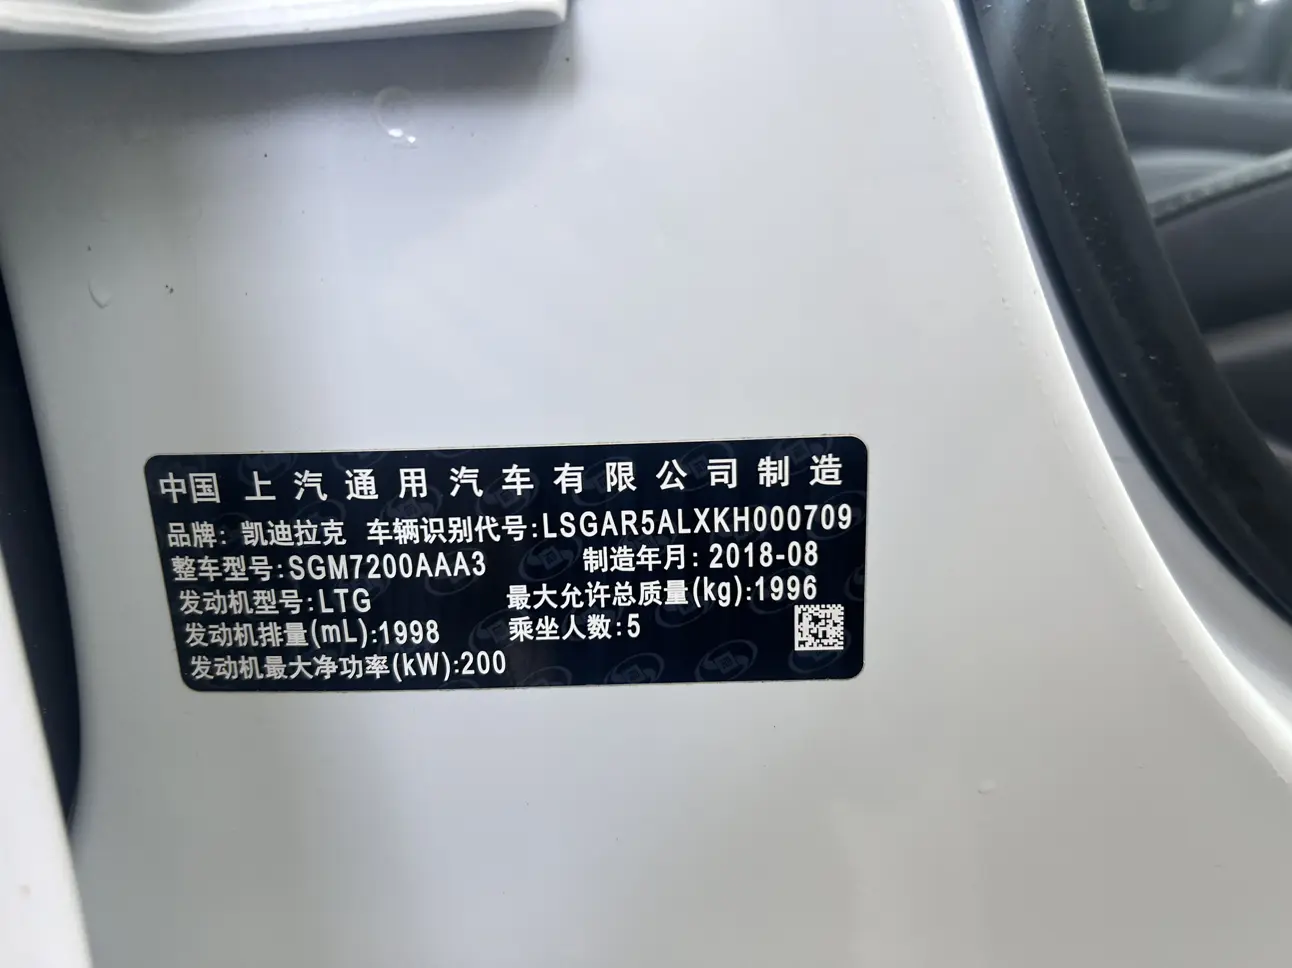 中国 上汽通用汽车有限公司制造
品牌: 凯迪拉克 车辆识别代号:LSGAR5ALXKH000709
整车型号:SGM7200AAA3 制造年月: 2018-08
发动机型号:LTG 最大允许总质量(kg):1996
发动机排量(mL):1998 乘坐人数:5
发动机最大净功率(kW):200